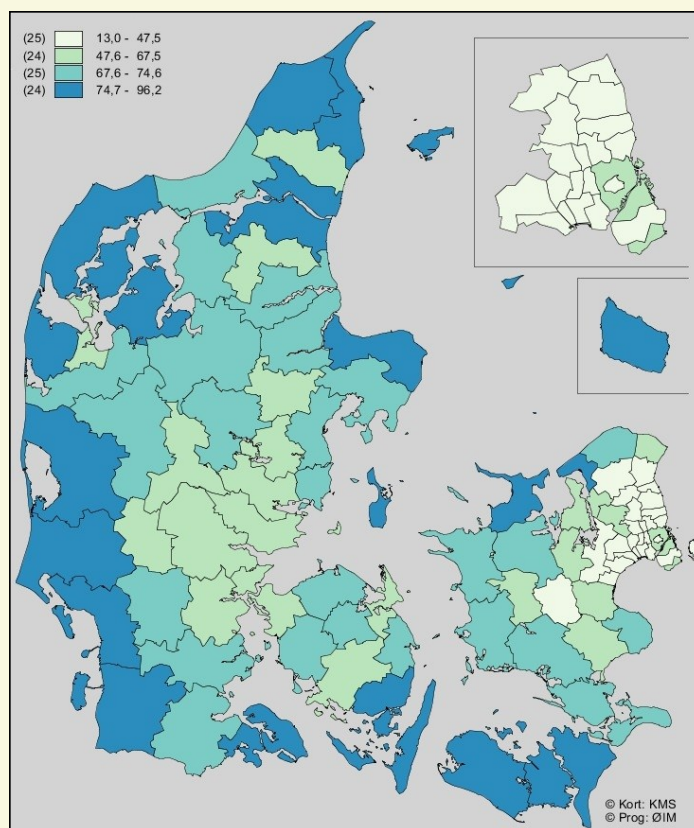 (25) 13,0 - 47,5
(24) 47,6 - 67,5
(25) 67,6 - 74,6
(24) 74,7 - 96,2
© Kort: KMS
© Prog: ØIM